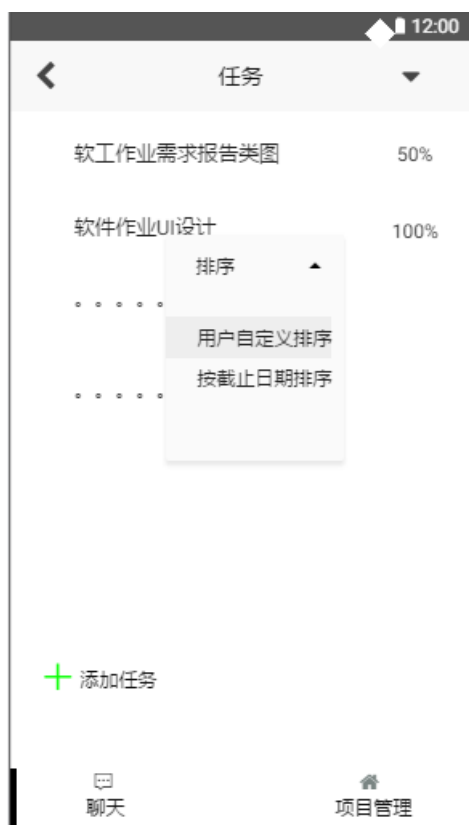 12:00
任务
软工作业需求报告类图 50%
软件作业UI设计 100%
排序
。。。。。
用户自定义排序
按截止日期排序
。。。。。
添加任务
聊天 项目管理